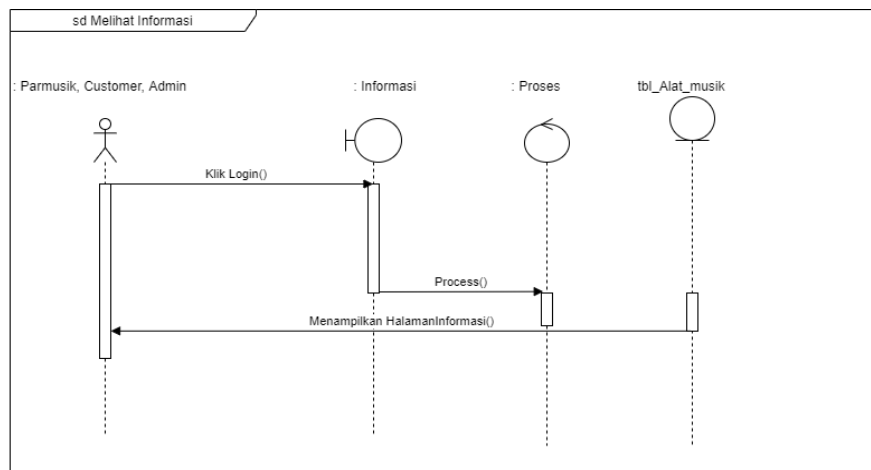 sd Melihat Informasi
: Parmusik, Customer, Admin
: Informasi
: Proses
tbl_Alat_musik
Klik Login()
Process()
Menampilkan HalamanInformasi()